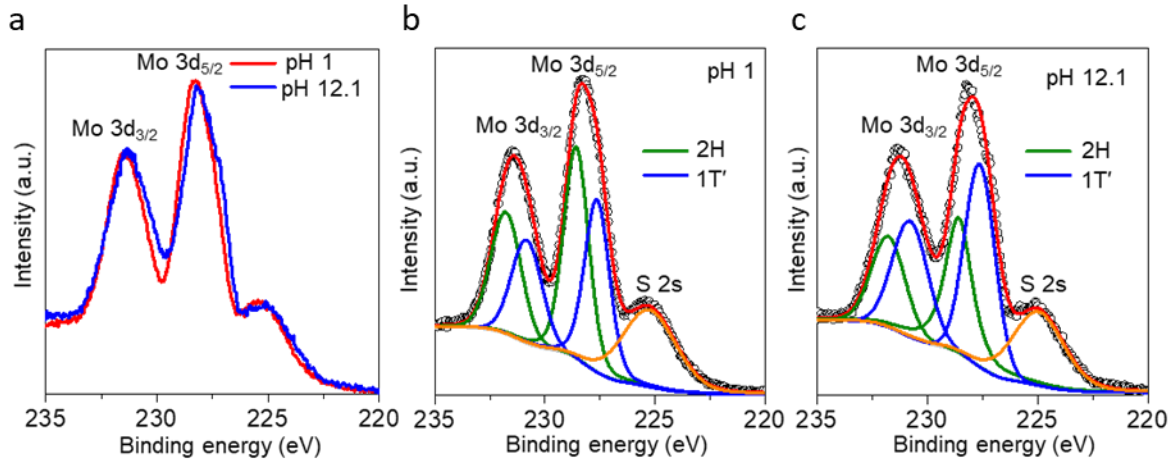 a
Mo 3d5/2
pH 1
pH 12.1
Mo 3d3/2
Intensity (a.u.)
235 230 225 220
Binding energy (eV)
b
Mo 3d5/2
pH 1
Mo 3d3/2
2H
1T′
S 2s
Intensity (a.u.)
235 230 225 220
Binding energy (eV)
c
Mo 3d5/2
pH 12.1
Mo 3d3/2
2H
1T′
S 2s
Intensity (a.u.)
235 230 225 220
Binding energy (eV)